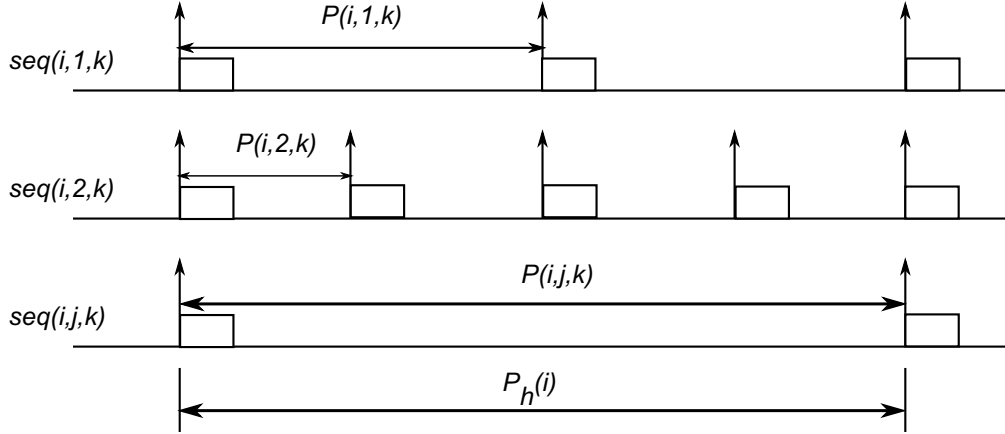 P(i,1,k)
seq(i,1,k)
P(i,2,k)
seq(i,2,k)
P(i,j,k)
seq(i,j,k)
P_h(i)